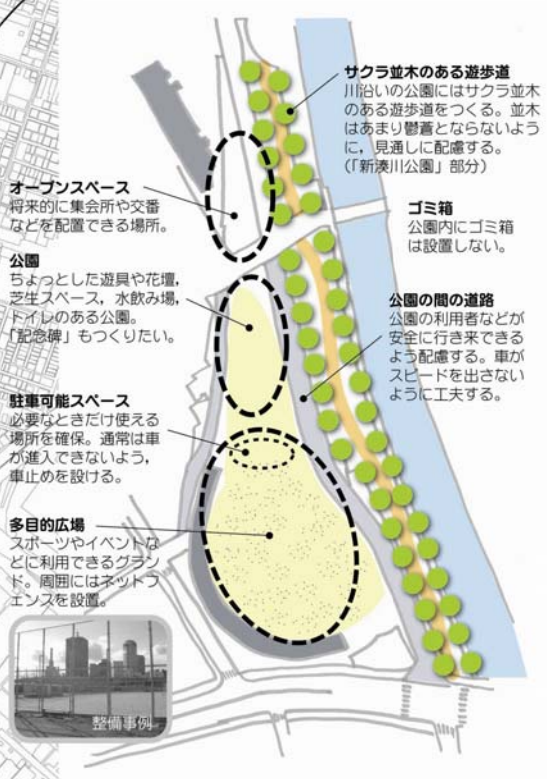 サクラ並木のある遊歩道
川沿いの公園にはサクラ並木
のある遊歩道をつくる。並木
はあまり鬱蒼とならないよう
に，見通しに配慮する。
（「新湊川公園」部分）
オープンスペース
将来的に集会所や交番
などを配置できる場所。
ゴミ箱
公園内にゴミ箱
は設置しない。
公園
ちょっとした遊具や花壇，
芝生スペース，水飲み場，
トイレのある公園。
「記念碑」もつくりたい。
公園の間の道路
公園の利用者などが
安全に行き来できる
よう配慮する。車が
スピードを出さない
ように工夫する。
駐車可能スペース
必要なときだけ使える
場所を確保。通常は車
が進入できないよう，
車止めを設ける。
多目的広場
スポーツやイベントな
どに利用できるグラン
ド。周囲にはネットフ
ェンスを設置。
整備事例